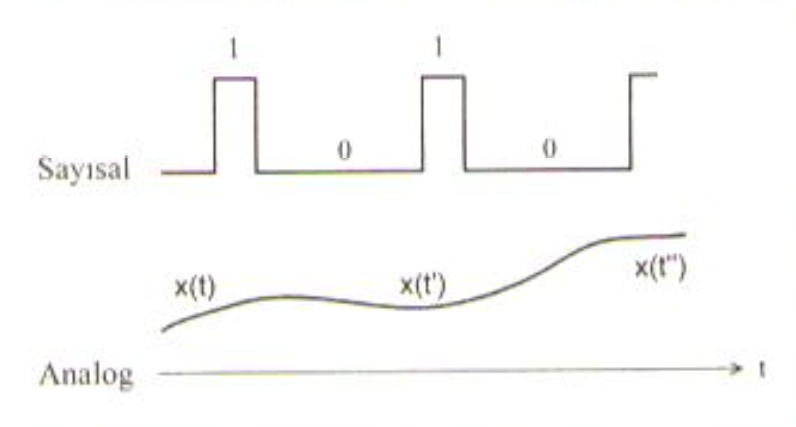 1 1
0 0
Sayısal
x(t) x(t') x(t")
Analog t